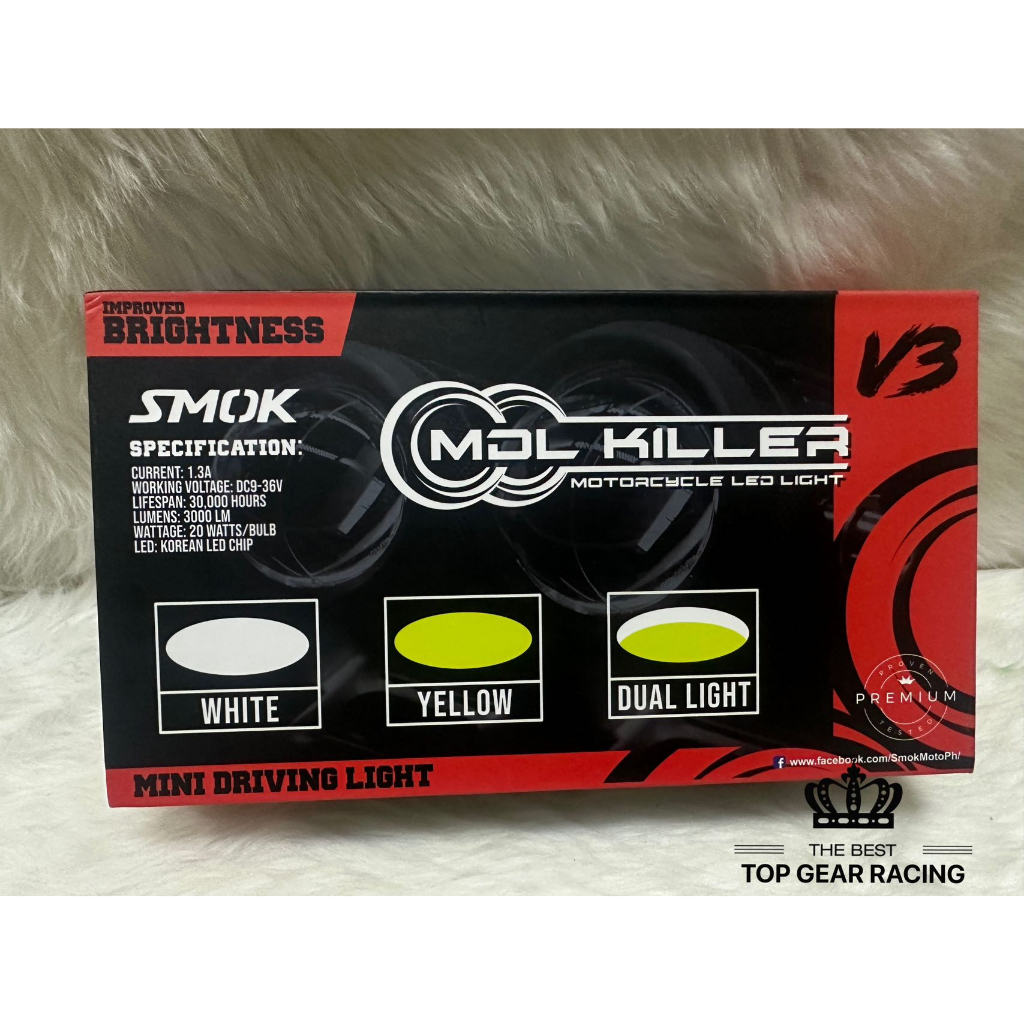 IMPROVED
BRIGHTNESS
V3
SMOK
MDL KILLER
MOTORCYCLE LED LIGHT
SPECIFICATION:
CURRENT: 1.3A
WORKING VOLTAGE: DC9-36V
LIFESPAN: 30,000 HOURS
LUMENS: 3000 LM
WATTAGE: 20 WATTS/BULB
LED: KOREAN LED CHIP
WHITE
YELLOW
DUAL LIGHT
PROVEN
PREMIUM
TESTED
f www.facebook.com/SmokMotoPh/
MINI DRIVING LIGHT
THE BEST
TOP GEAR RACING